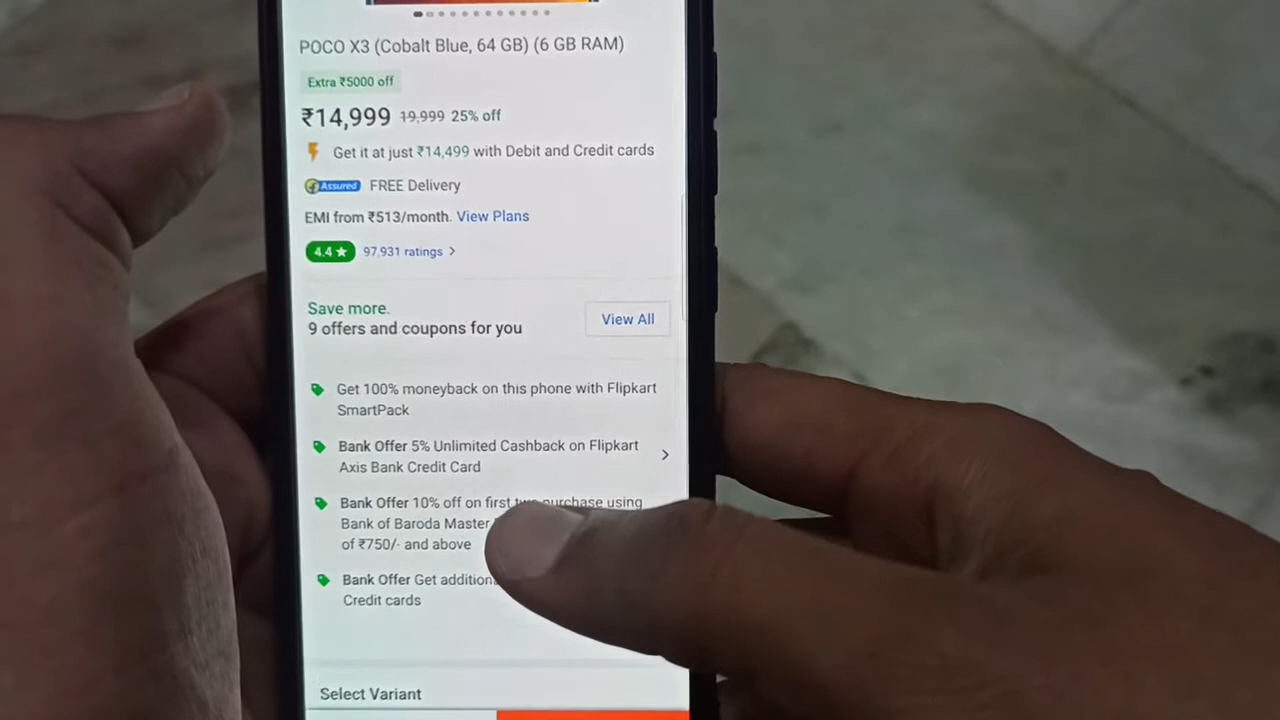 POCO X3 (Cobalt Blue, 64 GB) (6 GB RAM)
Extra ₹5000 off
₹14,999 19,999 25% off
Get it at just ₹14,499 with Debit and Credit cards
Assured FREE Delivery
EMI from ₹513/month. View Plans
4.4 ★ 97,931 ratings >
Save more.
9 offers and coupons for you
View All
Get 100% moneyback on this phone with Flipkart
SmartPack
Bank Offer 5% Unlimited Cashback on Flipkart
Axis Bank Credit Card
Bank Offer 10% off on first two purchase using
Bank of Baroda Master
of ₹750/- and above
Bank Offer Get addition
Credit cards
Select Variant